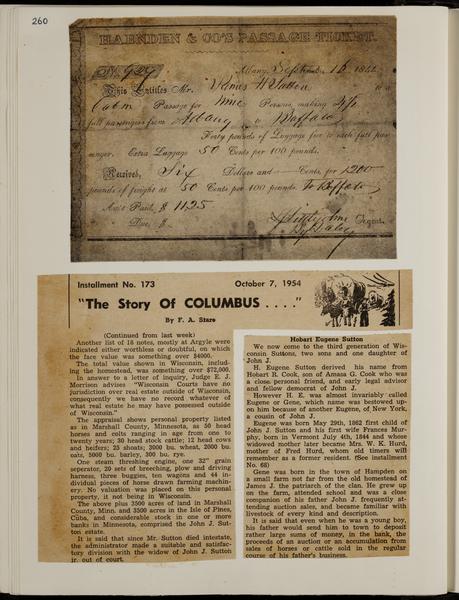 260
HARNDEN & CO'S PASSAGE TICKET.
No. 929 Albany, September 16 184
This Entitles Mr. James H Sutton to a
Cabin Passage for nine Persons, making
full passengers from Albany to Buffalo
Forty pounds of Luggage free to each full pas-
senger. Extra Luggage 50 Cents per 100 pounds.
Received, Six Dollars and Cents, for 1200
pounds of freight at 50 Cents per 100 pounds. to Buffalo
Am't Paid, $ 11.25
Due, $ Agent.
Installment No. 173 October 7, 1954
"The Story Of COLUMBUS . . . ."
By F. A. Stare
(Continued from last week)
Another list of 18 notes, mostly at Argyle were
indicated either worthless or doubtful, on which
the face value was something over $4000.
The total value shown in Wisconsin, includ-
ing the homestead, was something over $72,000.
In answer to a letter of inquiry, Judge E. J.
Morrison advises "Wisconsin Courts have no
jurisdiction over real estate outside of Wisconsin,
consequently we have no record whatever of
what real estate he may have possessed outside
of Wisconsin."
The appraisal shows personal property listed
as in Marshall County, Minnesota, as 50 head
horses and colts ranging in age from one to
twenty years; 30 head stock cattle; 12 head cows
and heifers; 25 shoats; 3000 bu. wheat, 2000 bu.
oats, 5000 bu. barley, 300 bu. rye.
One steam threshing engine, one 32" grain
seperator, 20 sets of breeching, plow and driving
harness; three buggies, ten wagons and 44 in-
dividual pieces of horse drawn farming machin-
ery. No valuation was placed on this personal
property, it not being in Wisconsin.
The above plus 3500 acres of land in Marshall
County, Minn. and 3500 acres in the Isle of Pines,
Cuba, and considerable stock in one or more
banks in Minnesota, comprised the John J. Sut-
ton estate.
It is said that since Mr. Sutton died intestate,
the administrator made a suitable and satisfac-
tory division with the widow of John J. Sutton
jr. out of court.
Hobart Eugene Sutton
We now come to the third generation of Wis-
consin Suttons, two sons and one daughter of
John J.
H. Eugene Sutton derived his name from
Hobart R. Cook, son of Amasa G. Cook who was
a close personal friend, and early legal advisor
and fellow democrat of John J.
However H. E. was almost invariably called
Eugene or Gene, which name was bestowed up-
on him because of another Eugene, of New York,
a cousin of John J.
Eugene was born May 29th, 1862 first child of
John J. Sutton and his first wife Frances Mur-
phy, born in Vermont July 4th, 1844 and whose
widowed mother later became Mrs. W. K. Hurd,
mother of Fred Hurd, whom old timers will
remember as a former resident. (See installment
No. 68)
Gene was born in the town of Hampden on
a small farm not far from the old homestead of
James J. the patriarch of the clan. He grew up
on the farm, attended school and was a close
companion of his father John J. frequently at-
tending auction sales, and became familiar with
livestock of every kind and description.
It is said that even when he was a young boy,
his father would send him to town to deposit
rather large sums of money, in the bank, the
proceeds of an auction or an accumulation from
sales of horses or cattle sold in the regular
course of his father's business.